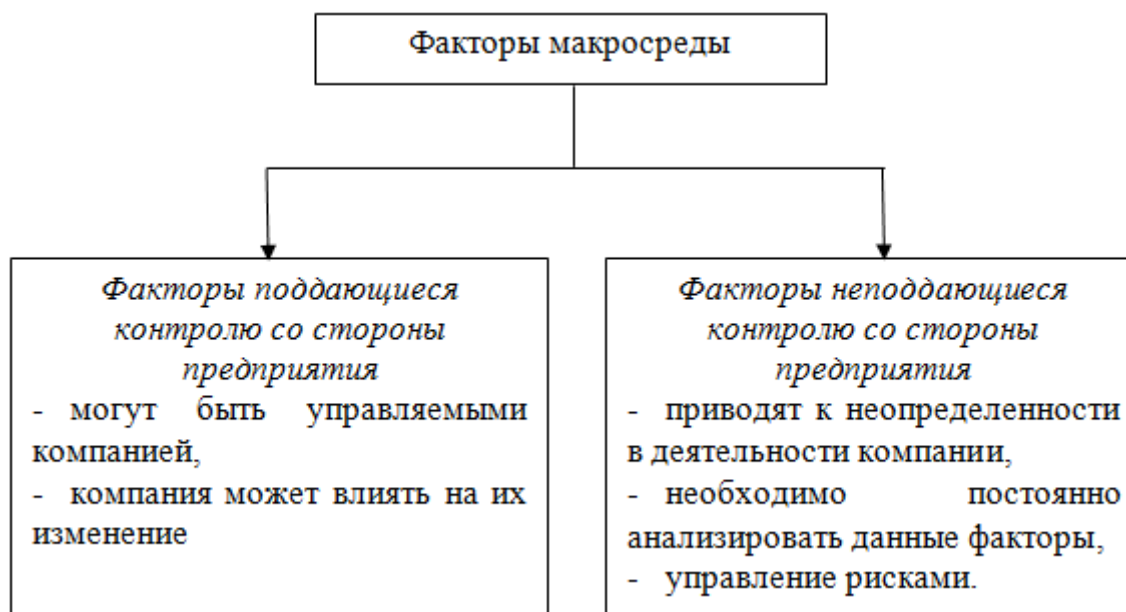 Факторы макросреды
Факторы поддающиеся
контролю со стороны
предприятия
- могут быть управляемыми
компанией,
- компания может влиять на их
изменение
Факторы неподдающиеся
контролю со стороны
предприятия
- приводят к неопределенности
в деятельности компании,
- необходимо постоянно
анализировать данные факторы,
- управление рисками.